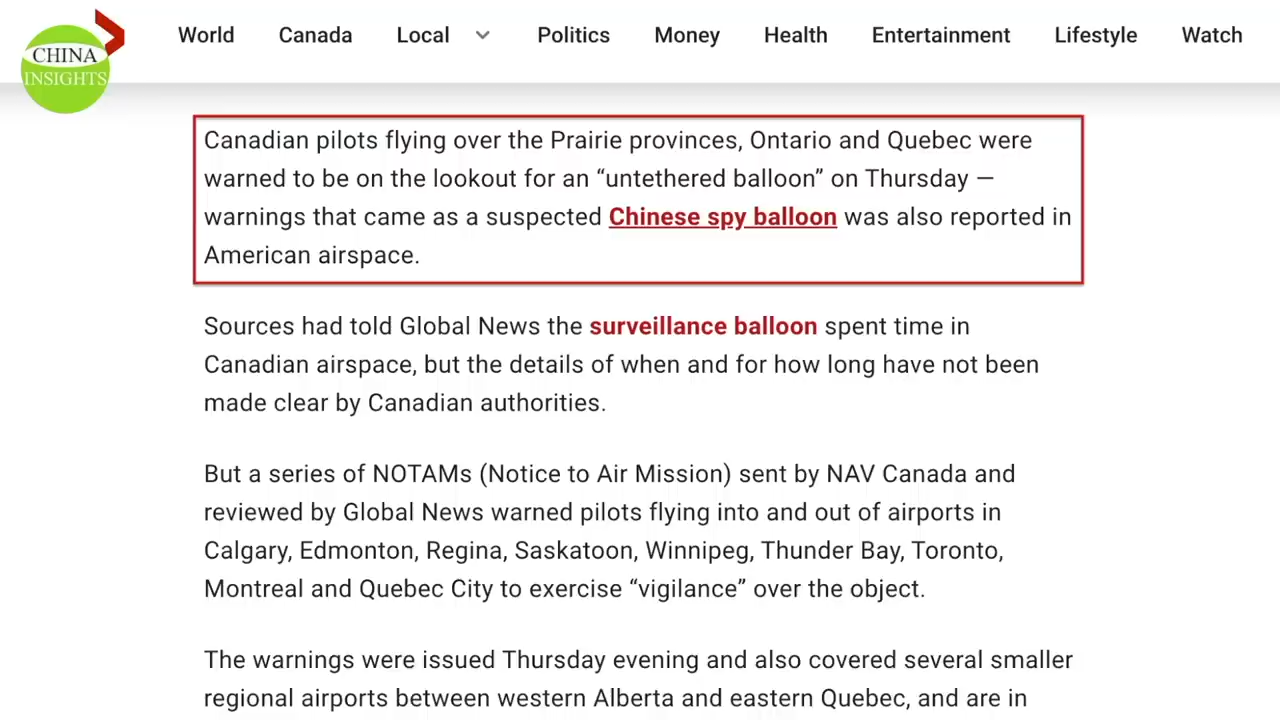 CHINA
INSIGHTS
World Canada Local Politics Money Health Entertainment Lifestyle Watch
Canadian pilots flying over the Prairie provinces, Ontario and Quebec were
warned to be on the lookout for an “untethered balloon” on Thursday —
warnings that came as a suspected Chinese spy balloon was also reported in
American airspace.
Sources had told Global News the surveillance balloon spent time in
Canadian airspace, but the details of when and for how long have not been
made clear by Canadian authorities.
But a series of NOTAMs (Notice to Air Mission) sent by NAV Canada and
reviewed by Global News warned pilots flying into and out of airports in
Calgary, Edmonton, Regina, Saskatoon, Winnipeg, Thunder Bay, Toronto,
Montreal and Quebec City to exercise “vigilance” over the object.
The warnings were issued Thursday evening and also covered several smaller
regional airports between western Alberta and eastern Quebec, and are in